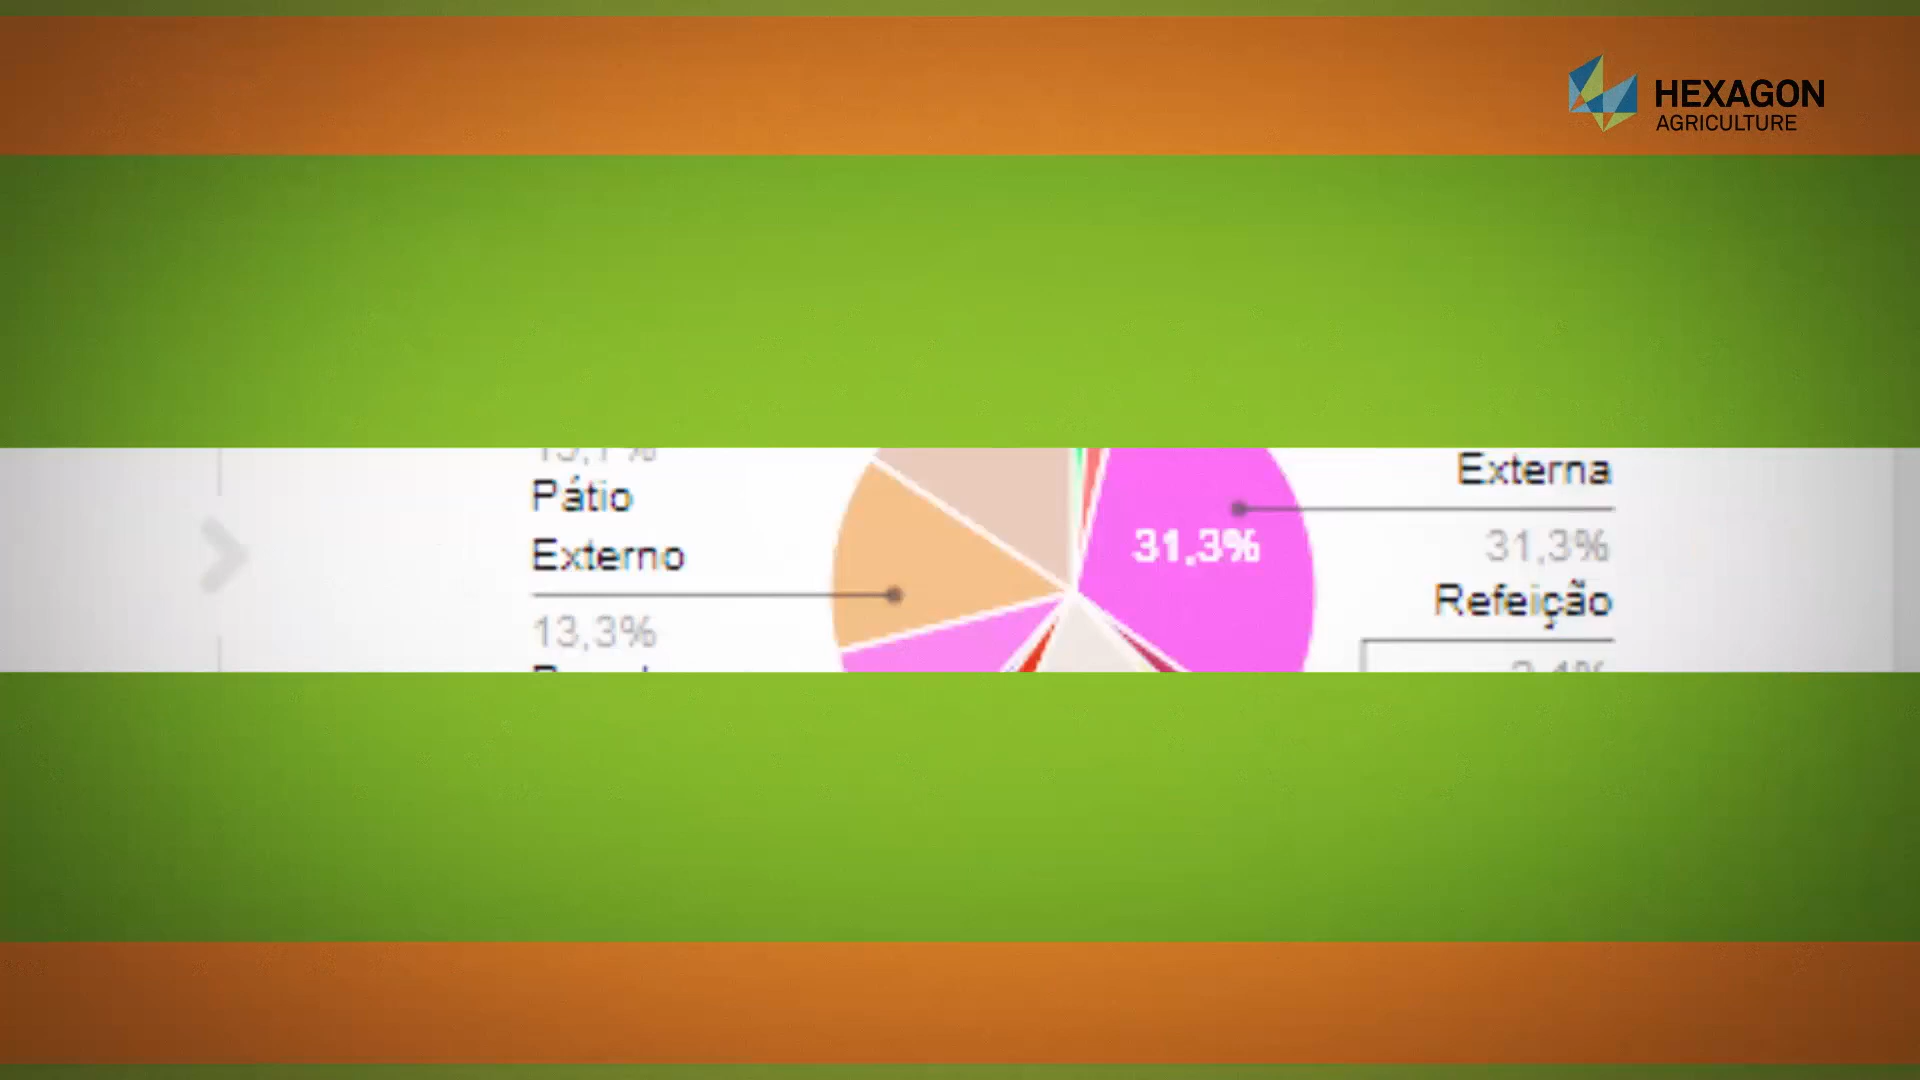 HEXAGON
AGRICULTURE
Pátio
Externo
13,3%
31,3%
Externa
31,3%
Refeição